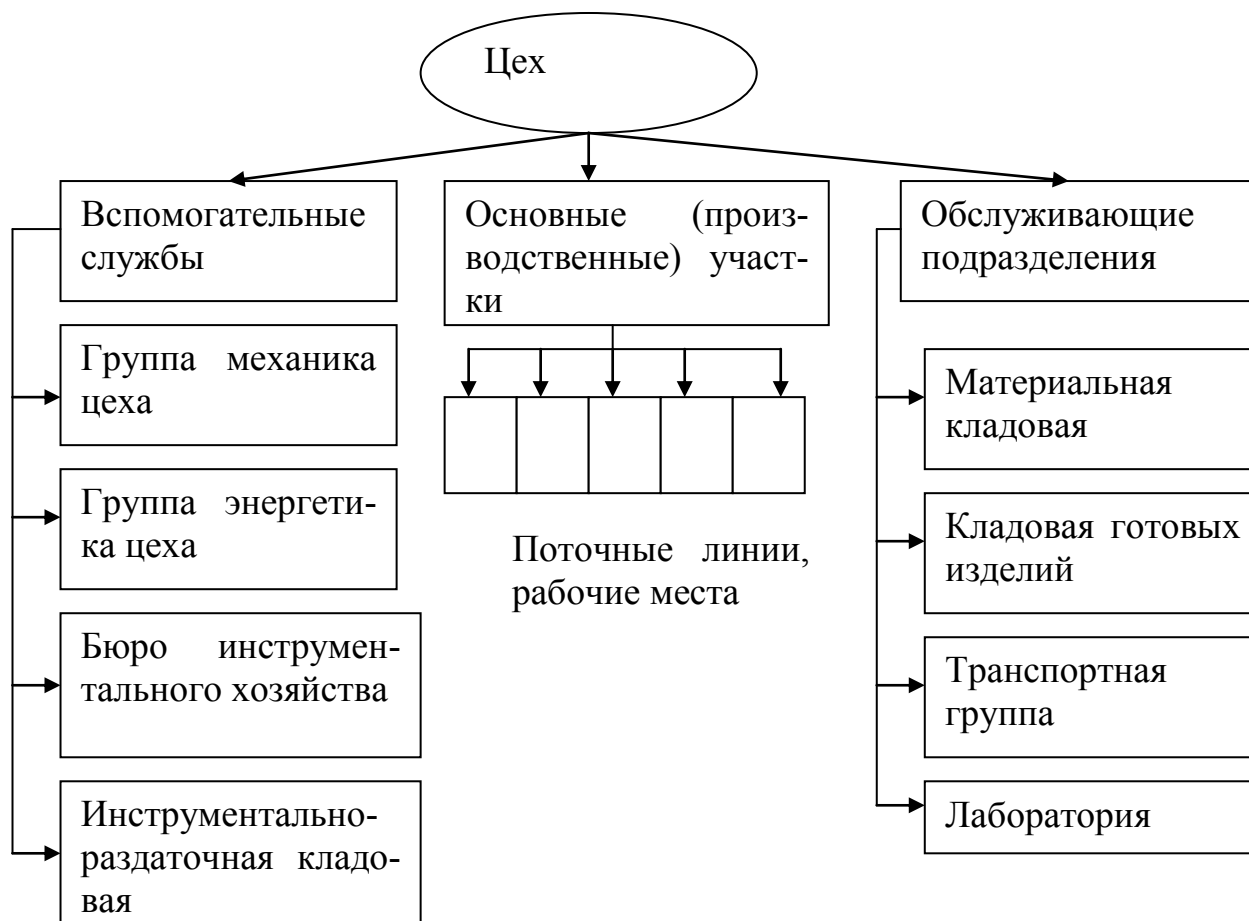 Цех
Вспомогательные
службы
Группа механика
цеха
Группа энергети-
ка цеха
Бюро инструмен-
тального хозяйства
Инструментально-
раздаточная кладо-
вая
Основные (произ-
водственные) участ-
ки
Поточные линии,
рабочие места
Обслуживающие
подразделения
Материальная
кладовая
Кладовая готовых
изделий
Транспортная
группа
Лаборатория